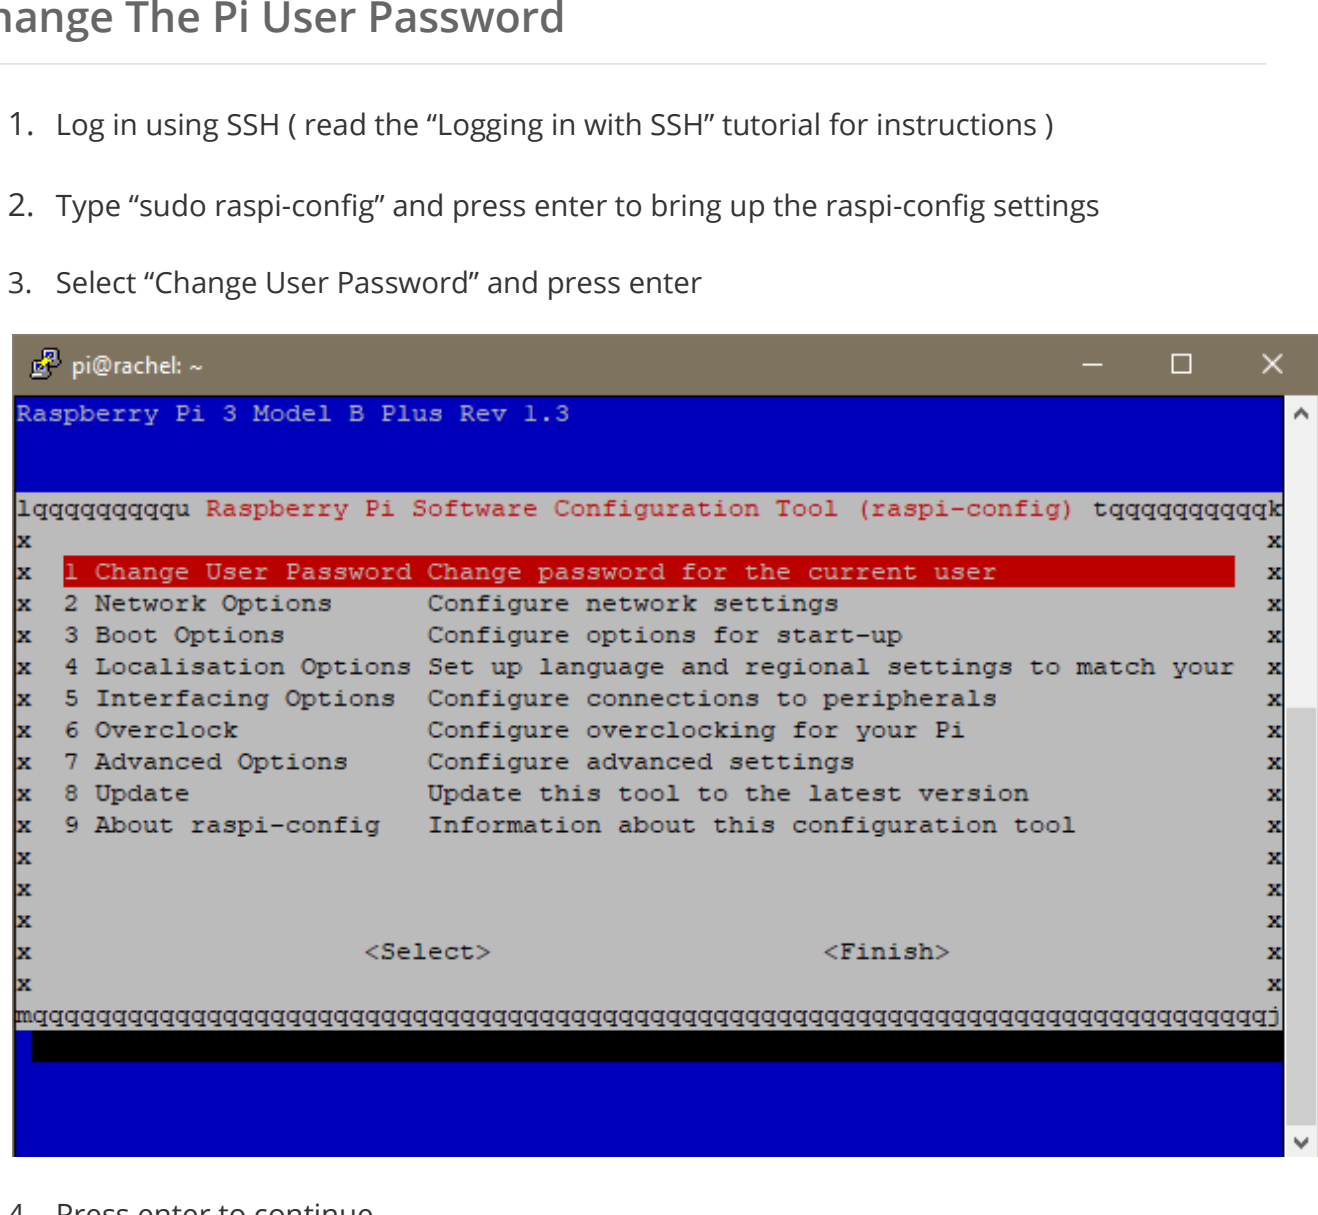 hange The Pi User Password
1. Log in using SSH ( read the “Logging in with SSH” tutorial for instructions )
2. Type “sudo raspi-config” and press enter to bring up the raspi-config settings
3. Select “Change User Password” and press enter
pi@rachel: ~
Raspberry Pi 3 Model B Plus Rev 1.3
lqqqqqqqqqu Raspberry Pi Software Configuration Tool (raspi-config) tqqqqqqqqqqk
x x
x 1 Change User Password Change password for the current user x
x 2 Network Options Configure network settings x
x 3 Boot Options Configure options for start-up x
x 4 Localisation Options Set up language and regional settings to match your x
x 5 Interfacing Options Configure connections to peripherals x
x 6 Overclock Configure overclocking for your Pi x
x 7 Advanced Options Configure advanced settings x
x 8 Update Update this tool to the latest version x
x 9 About raspi-config Information about this configuration tool x
x x
x x
x x
x <Select> <Finish> x
x x
mqqqqqqqqqqqqqqqqqqqqqqqqqqqqqqqqqqqqqqqqqqqqqqqqqqqqqqqqqqqqqqqqqqqqqqqqqqqqqqj
4. Press enter to continue